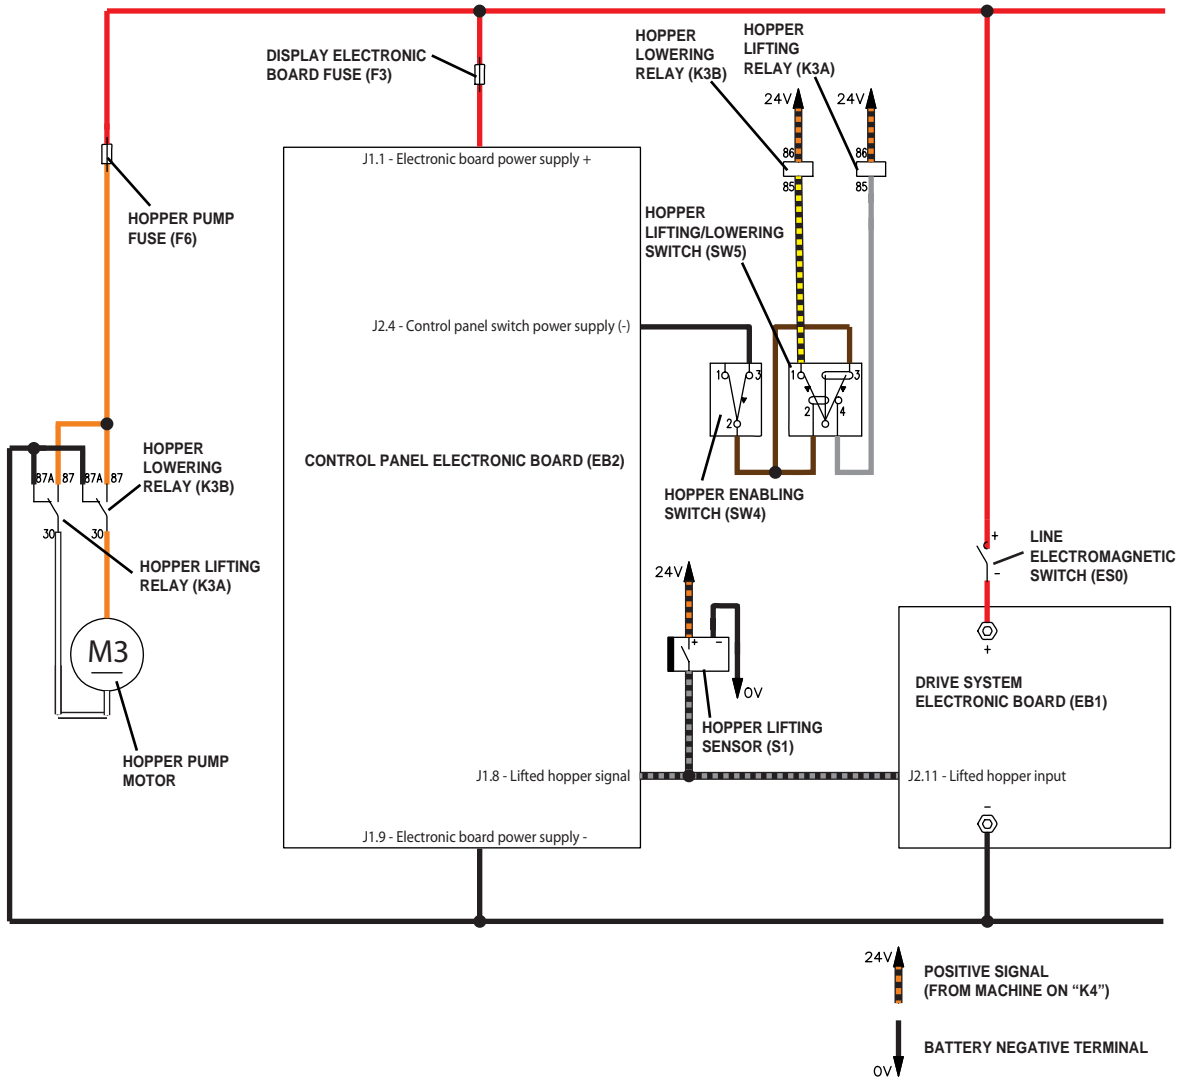 HOPPER
LOWERING
RELAY (K3B)
HOPPER
LIFTING
RELAY (K3A)
DISPLAY ELECTRONIC
BOARD FUSE (F3)
24V
24V
86
86
85
85
J1.1 - Electronic board power supply +
HOPPER PUMP
FUSE (F6)
HOPPER
LIFTING/LOWERING
SWITCH (SW5)
J2.4 - Control panel switch power supply (-)
1
3
2
1
3
2
4
HOPPER
LOWERING
RELAY (K3B)
CONTROL PANEL ELECTRONIC BOARD (EB2)
87A
87
87A
87
30
30
HOPPER ENABLING
SWITCH (SW4)
HOPPER LIFTING
RELAY (K3A)
+
-
LINE
ELECTROMAGNETIC
SWITCH (ES0)
24V
+
-
0V
M3
+
DRIVE SYSTEM
ELECTRONIC BOARD (EB1)
HOPPER LIFTING
SENSOR (S1)
HOPPER PUMP
MOTOR
J1.8 - Lifted hopper signal
J2.11 - Lifted hopper input
-
J1.9 - Electronic board power supply -
24V
POSITIVE SIGNAL
(FROM MACHINE ON “K4”)
BATTERY NEGATIVE TERMINAL
0V